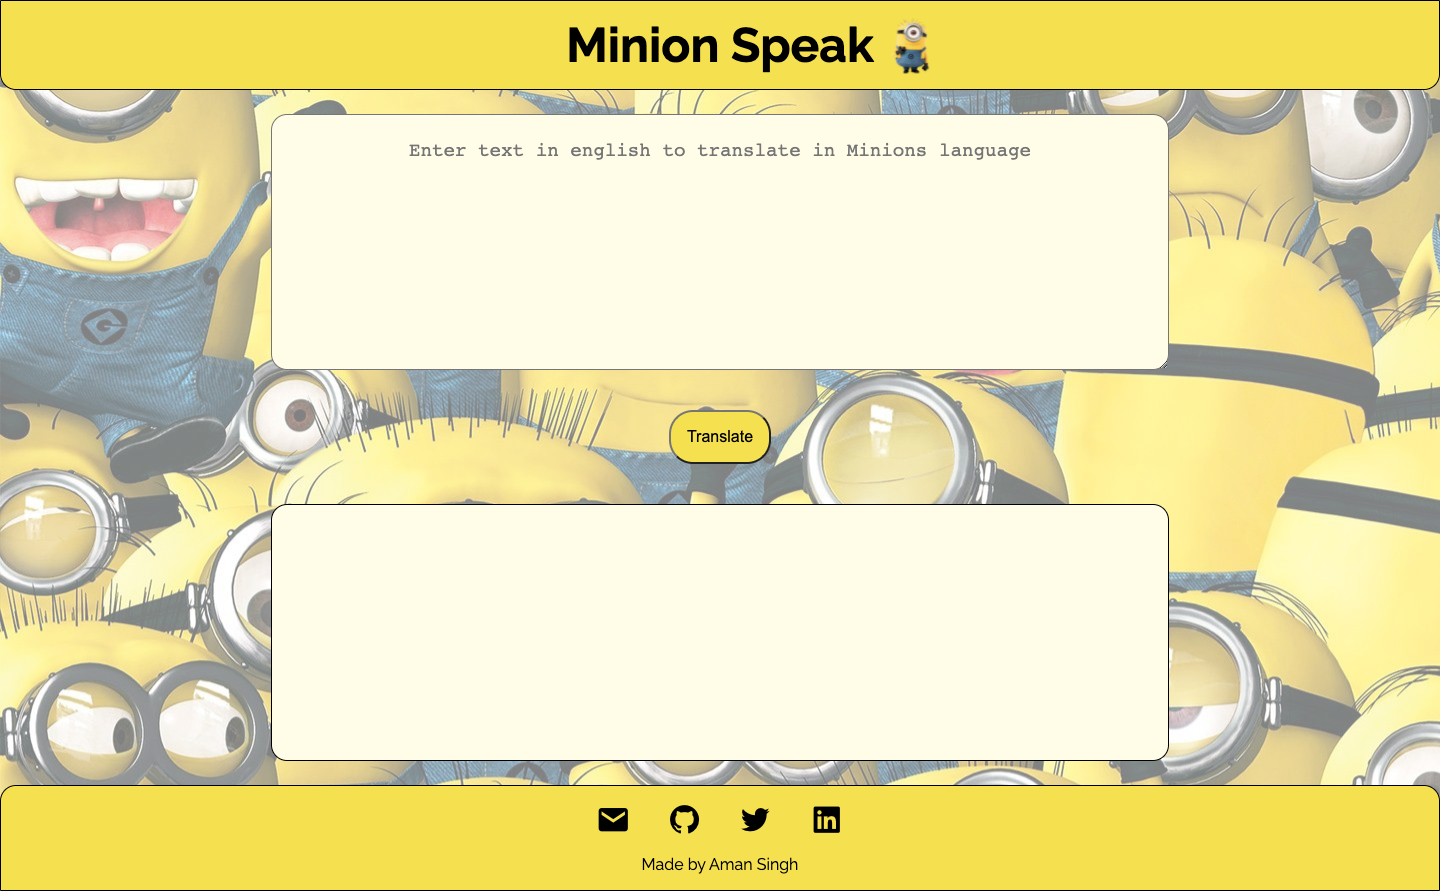 Minion Speak
Enter text in english to translate in Minions language
Translate
Made by Aman Singh